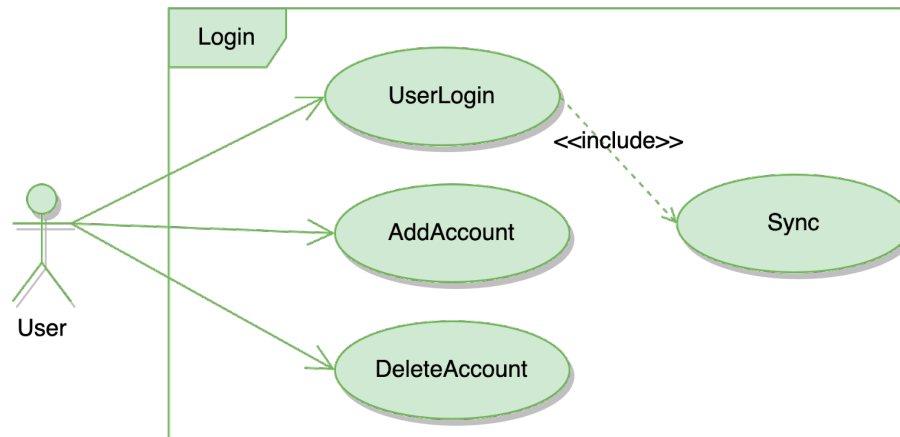 Login
UserLogin
<<include>>
Sync
AddAccount
User
DeleteAccount